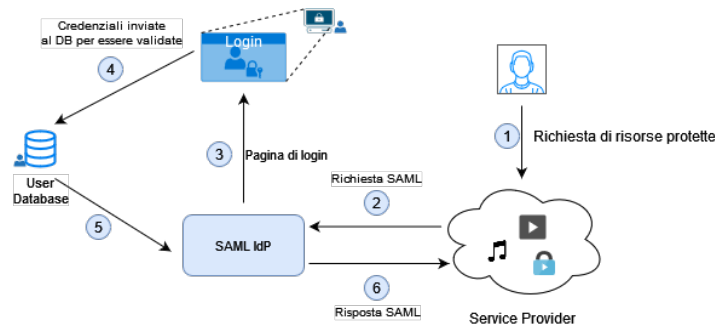 Credenziali inviate
al DB per essere validate
Login
4
1
Richiesta di risorse protette
3
Pagina di login
Richiesta SAML
2
User
Database
5
SAML IdP
6
Risposta SAML
Service Provider